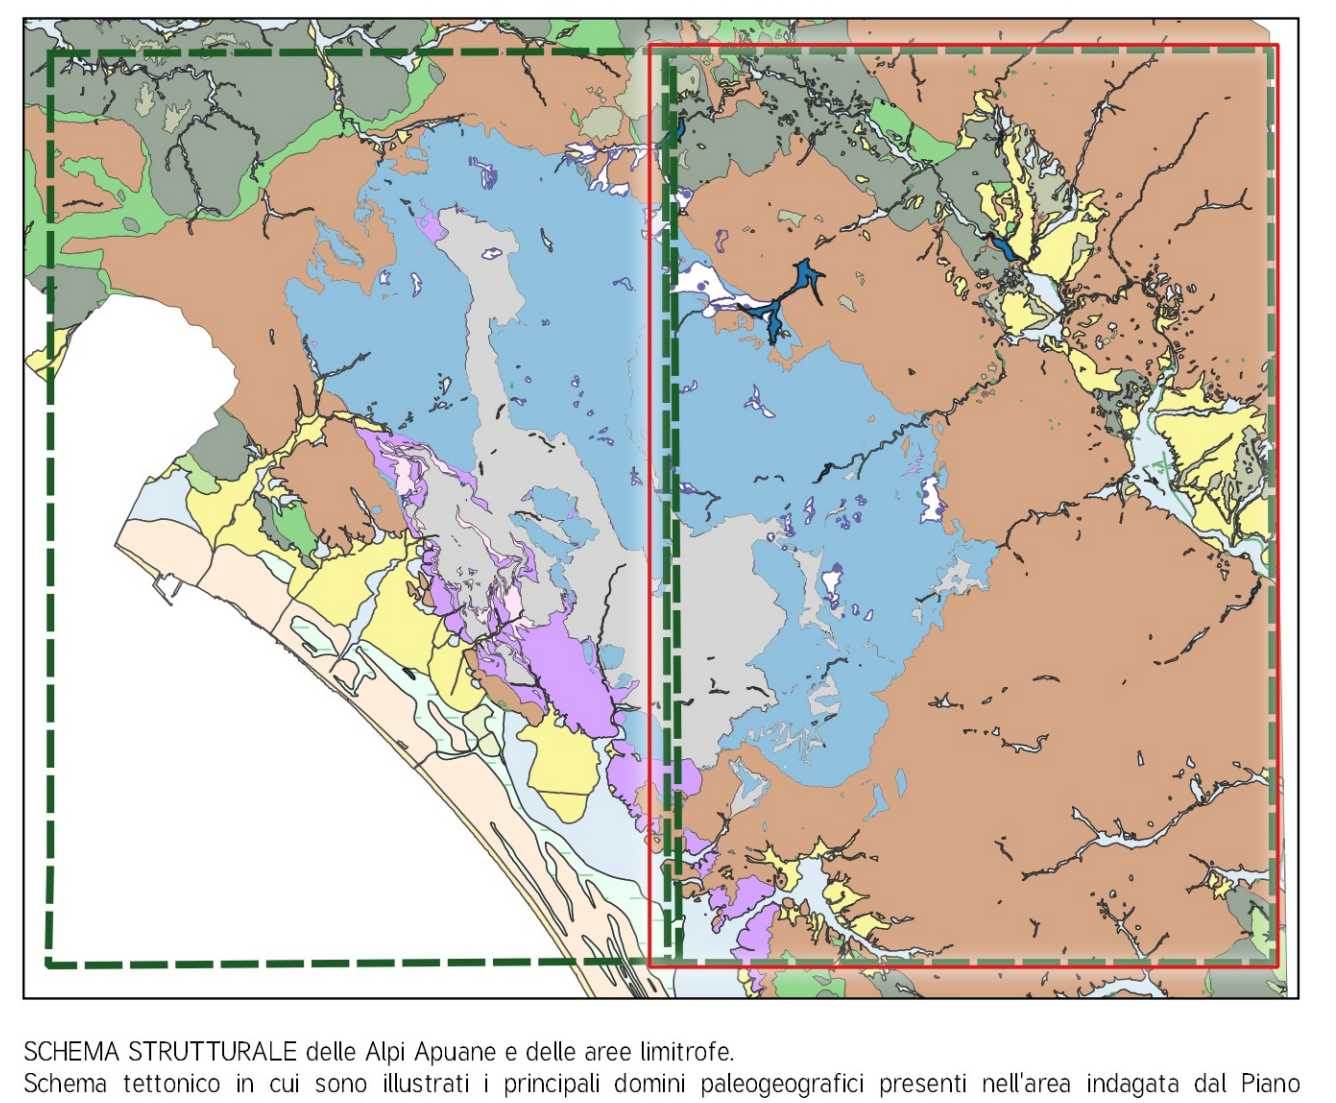 SCHEMA STRUTTURALE delle Alpi Apuane e delle aree limitrofe.
Schema tettonico in cui sono illustrati i principali domini paleogeografici presenti nell'area indagata dal Piano